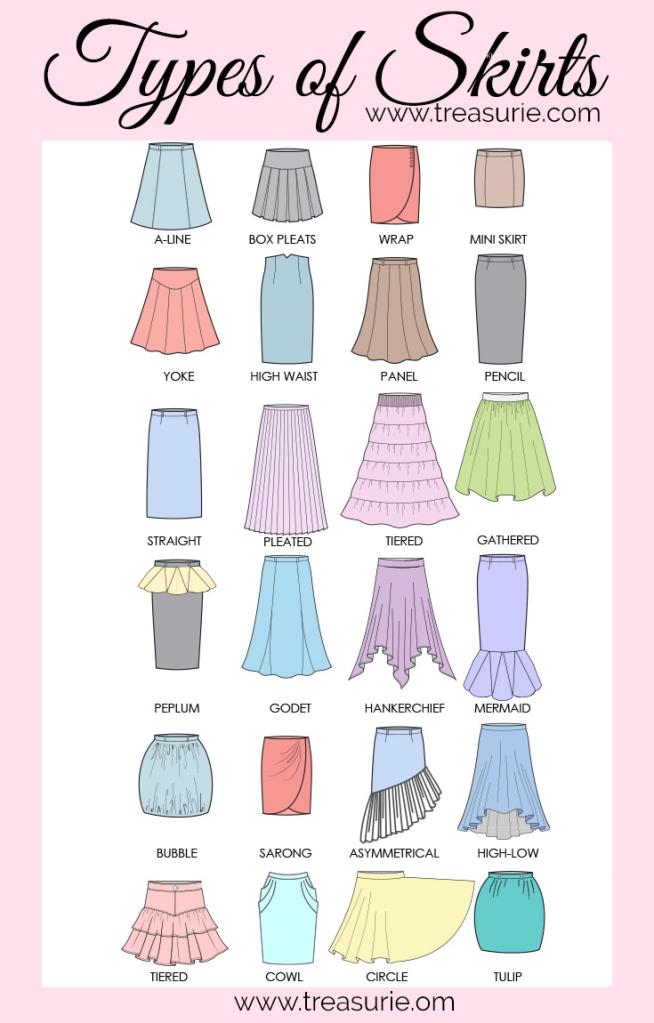 Types of Skirts
www.treasurie.com
A-LINE BOX PLEATS WRAP MINI SKIRT
YOKE HIGH WAIST PANEL PENCIL
STRAIGHT PLEATED TIERED GATHERED
PEPLUM GODET HANKERCHIEF MERMAID
BUBBLE SARONG ASYMMETRICAL HIGH-LOW
TIERED COWL CIRCLE TULIP
www.treasurie.om